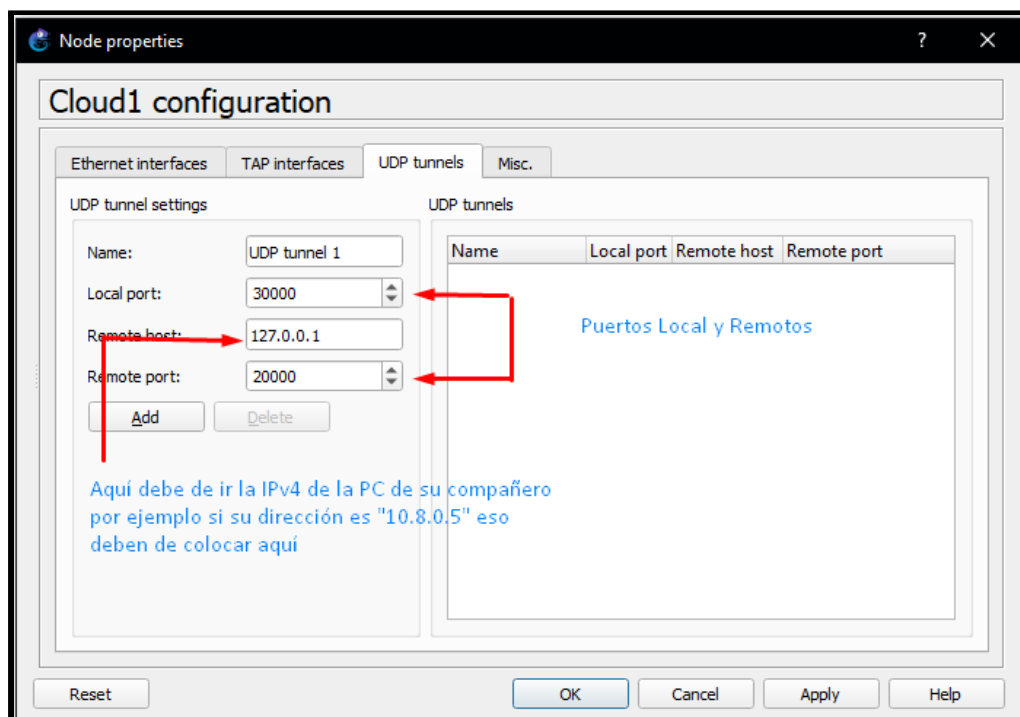 Node properties
?
Cloud1 configuration
Ethernet interfaces
TAP interfaces
UDP tunnels
Misc.
UDP tunnel settings
UDP tunnels
Name:
UDP tunnel 1
Local port:
30000
Remote host:
127.0.0.1
Remote port:
20000
Add
Delete
Name
Local port
Remote host
Remote port
Puertos Local y Remotos
Aquí debe de ir la IPv4 de la PC de su compañero
por ejemplo si su dirección es "10.8.0.5" eso
deben de colocar aquí
Reset
OK
Cancel
Apply
Help